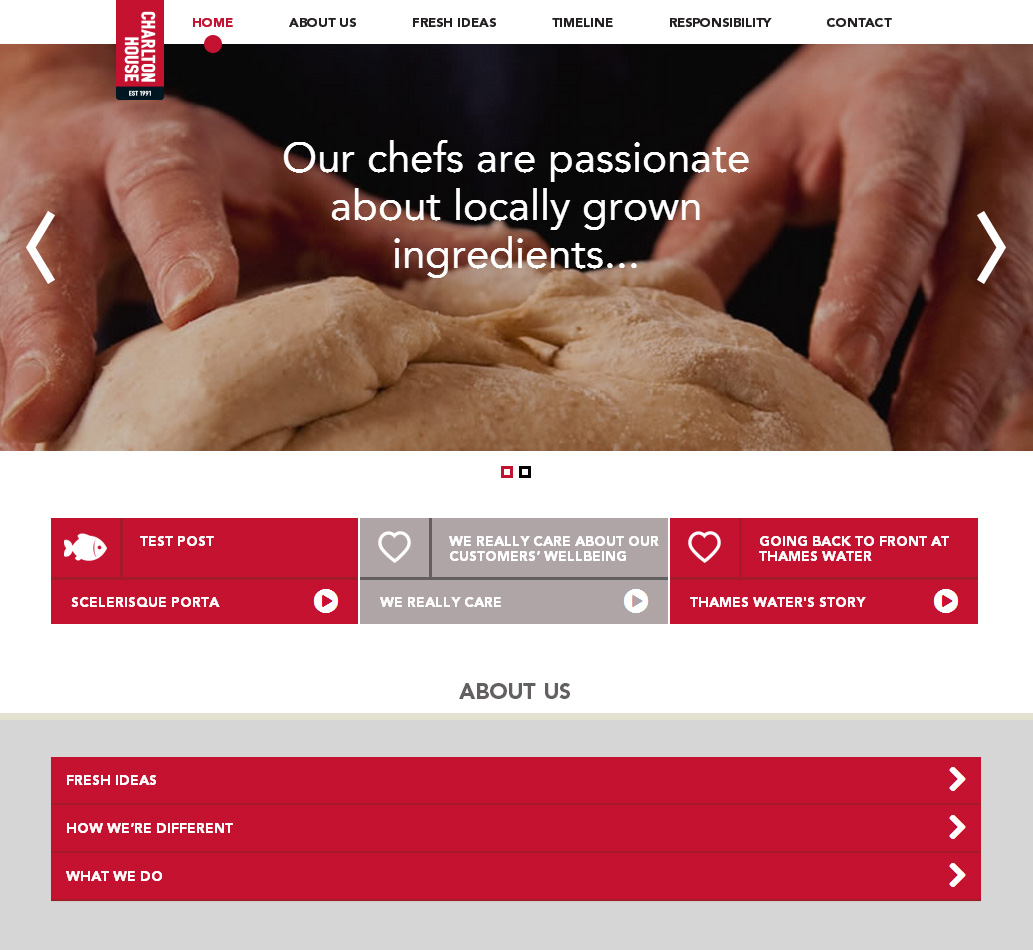 CHARLTON
HOUSE
EST 1991
HOME ABOUT US FRESH IDEAS TIMELINE RESPONSIBILITY CONTACT
Our chefs are passionate
about locally grown
ingredients...
TEST POST
SCELERISQUE PORTA
WE REALLY CARE ABOUT OUR
CUSTOMERS’ WELLBEING
WE REALLY CARE
GOING BACK TO FRONT AT
THAMES WATER
THAMES WATER'S STORY
ABOUT US
FRESH IDEAS
HOW WE’RE DIFFERENT
WHAT WE DO